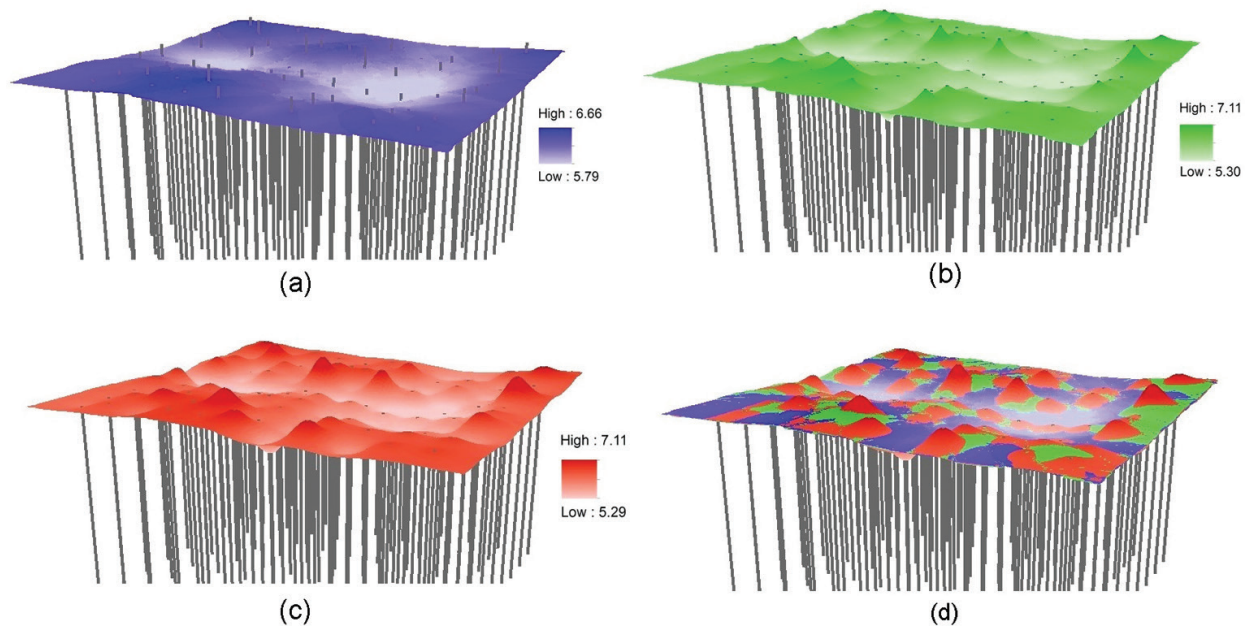 High : 6.66
Low : 5.79
(a)
High : 7.11
Low : 5.30
(b)
High : 7.11
Low : 5.29
(c)
(d)